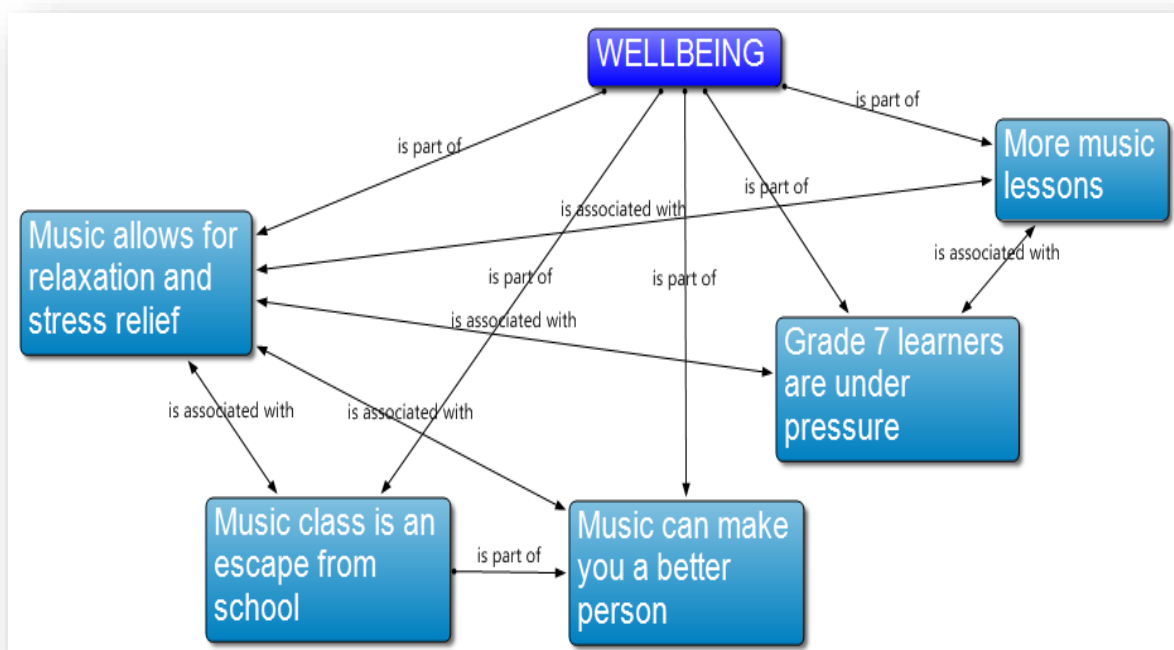 WELLBEING
is part of
More music
lessons
is part of
is part of
is associated with
Music allows for
relaxation and
stress relief
is associated with
is part of
is part of
is associated with
Grade 7 learners
are under
pressure
is associated with
is associated with
Music class is an
escape from
school
is part of
Music can make
you a better
person